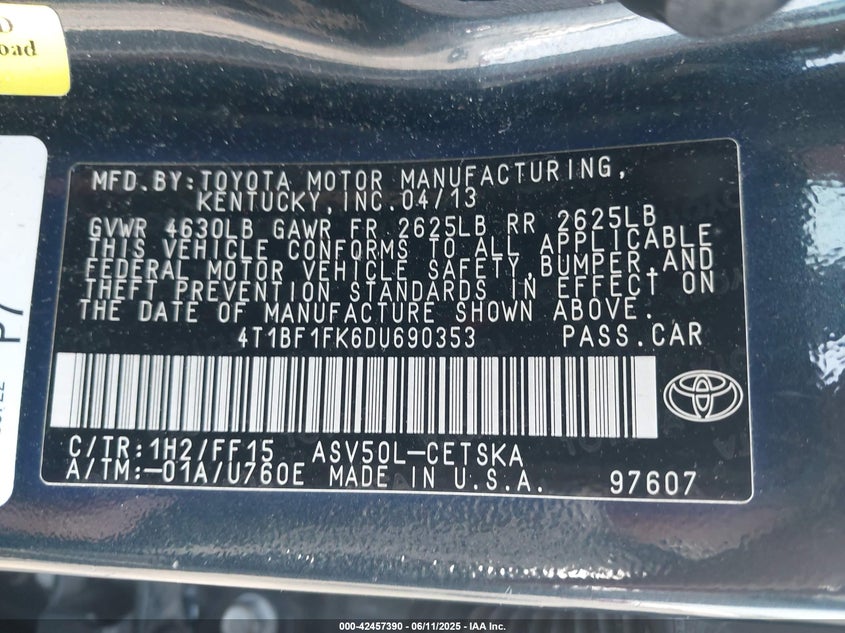 D
oad
P7
MFD.BY:TOYOTA MOTOR MANUFACTURING,
KENTUCKY,INC.04/13
GVWR 4630LB GAWR FR 2625LB RR 2625LB
THIS VEHICLE CONFORMS TO ALL APPLICABLE
FEDERAL MOTOR VEHICLE SAFETY,BUMPER,AND
THEFT PREVENTION STANDARDS IN EFFECT ON
THE DATE OF MANUFACTURE SHOWN ABOVE.
4T1BF1FK6DU690353 PASS.CAR
C/TR:1H2/FF15 ASV50L-CETSKA
A/TM:-01A/U760E MADE IN U.S.A. 97607
000-42457390 - 06/11/2025 - IAA Inc.